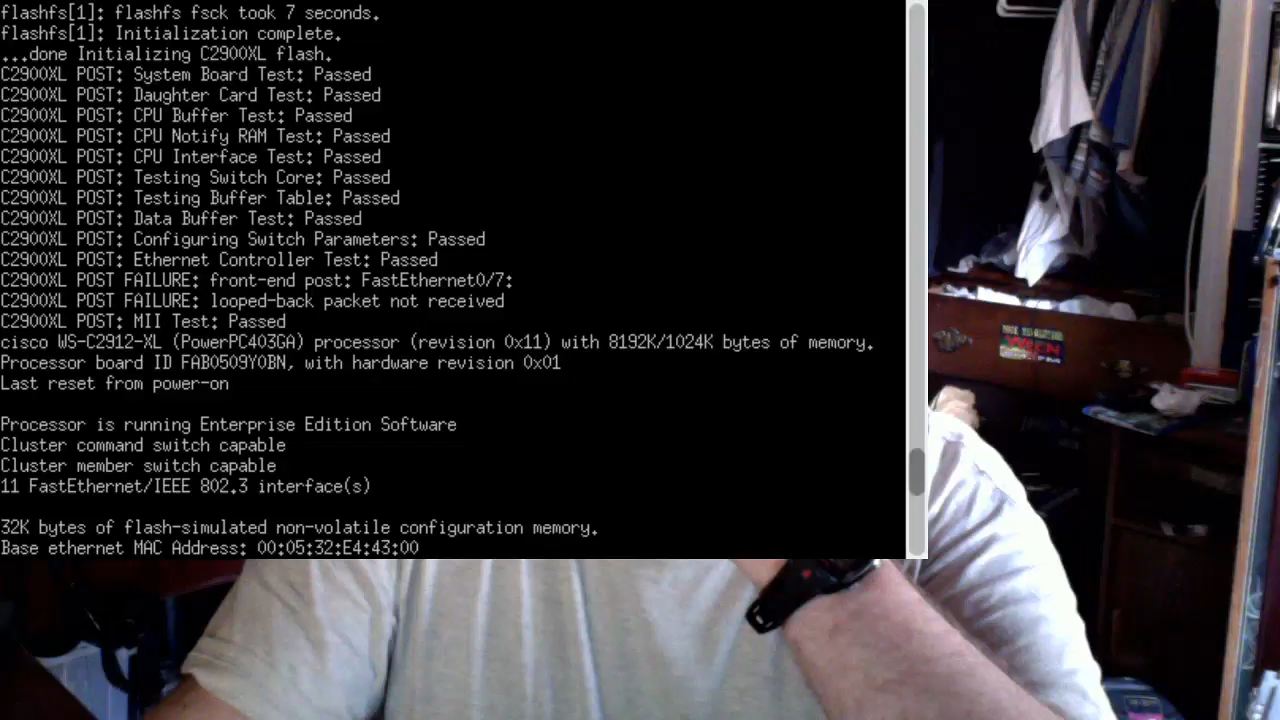 flashfs[1]: flashfs fsck took 7 seconds.
flashfs[1]: Initialization complete.
...done Initializing C2900XL flash.
C2900XL POST: System Board Test: Passed
C2900XL POST: Daughter Card Test: Passed
C2900XL POST: CPU Buffer Test: Passed
C2900XL POST: CPU Notify RAM Test: Passed
C2900XL POST: CPU Interface Test: Passed
C2900XL POST: Testing Switch Core: Passed
C2900XL POST: Testing Buffer Table: Passed
C2900XL POST: Data Buffer Test: Passed
C2900XL POST: Configuring Switch Parameters: Passed
C2900XL POST: Ethernet Controller Test: Passed
C2900XL POST FAILURE: front-end post: FastEthernet0/7:
C2900XL POST FAILURE: looped-back packet not received
C2900XL POST: MII Test: Passed
cisco WS-C2912-XL (PowerPC403GA) processor (revision 0x11) with 8192K/1024K bytes of memory.
Processor board ID FAB0509Y0BN, with hardware revision 0x01
Last reset from power-on
Processor is running Enterprise Edition Software
Cluster command switch capable
Cluster member switch capable
11 FastEthernet/IEEE 802.3 interface(s)
32K bytes of flash-simulated non-volatile configuration memory.
Base ethernet MAC Address: 00:05:32:E4:43:00